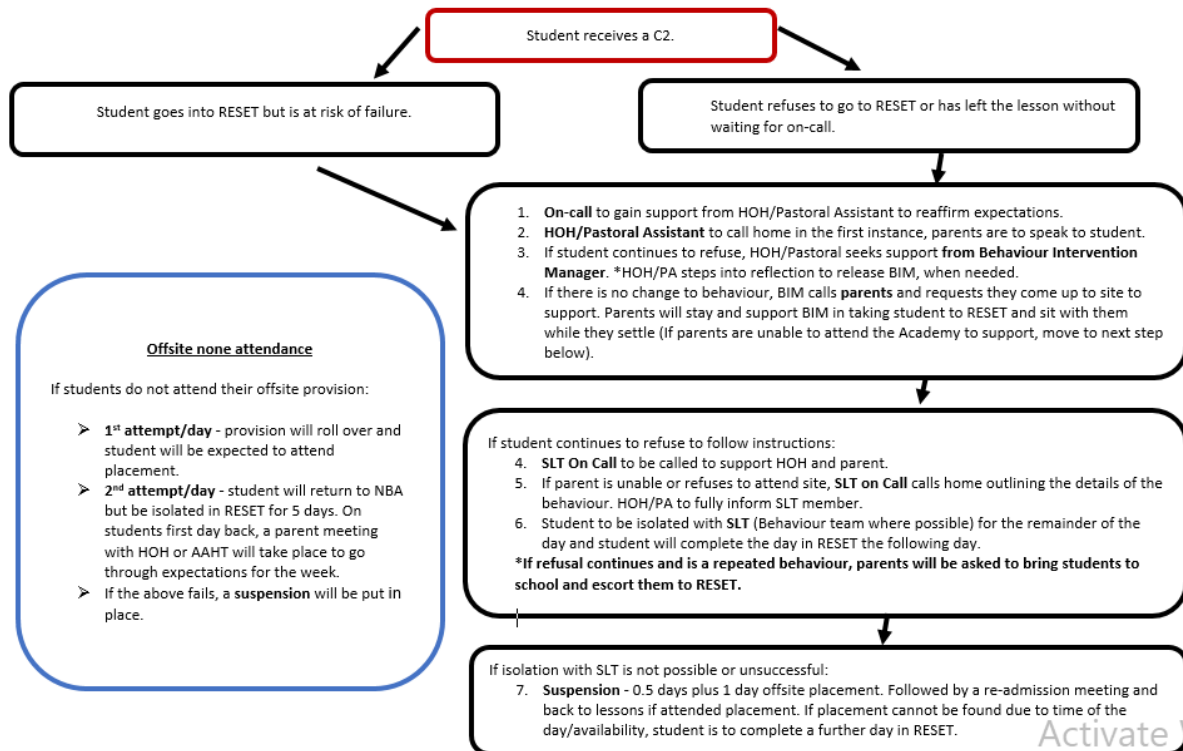 Student receives a C2.
Student goes into RESET but is at risk of failure.
Student refuses to go to RESET or has left the lesson without
waiting for on-call.
1. On-call to gain support from HOH/Pastoral Assistant to reaffirm expectations.
2. HOH/Pastoral Assistant to call home in the first instance, parents are to speak to student.
3. If student continues to refuse, HOH/Pastoral seeks support from Behaviour Intervention
Manager. *HOH/PA steps into reflection to release BIM, when needed.
4. If there is no change to behaviour, BIM calls parents and requests they come up to site to
support. Parents will stay and support BIM in taking student to RESET and sit with them
while they settle (If parents are unable to attend the Academy to support, move to next step
below).
Offsite none attendance
If students do not attend their offsite provision:
➢ 1st attempt/day - provision will roll over and
student will be expected to attend
placement.
➢ 2nd attempt/day - student will return to NBA
but be isolated in RESET for 5 days. On
students first day back, a parent meeting
with HOH or AAHT will take place to go
through expectations for the week.
➢ If the above fails, a suspension will be put in
place.
If student continues to refuse to follow instructions:
4. SLT On Call to be called to support HOH and parent.
5. If parent is unable or refuses to attend site, SLT on Call calls home outlining the details of the
behaviour. HOH/PA to fully inform SLT member.
6. Student to be isolated with SLT (Behaviour team where possible) for the remainder of the
day and student will complete the day in RESET the following day.
*If refusal continues and is a repeated behaviour, parents will be asked to bring students to
school and escort them to RESET.
If isolation with SLT is not possible or unsuccessful:
7. Suspension - 0.5 days plus 1 day offsite placement. Followed by a re-admission meeting and
back to lessons if attended placement. If placement cannot be found due to time of the
day/availability, student is to complete a further day in RESET.
Activate